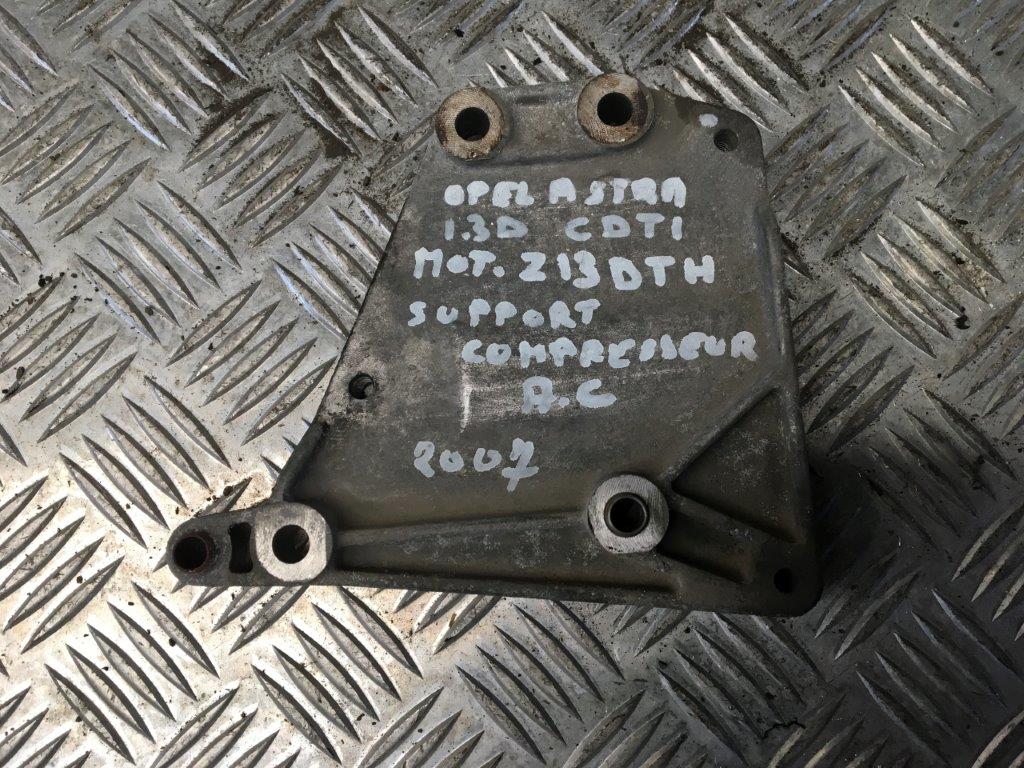 OPEL ASTRA
1.3D CDTI
MOT. Z13DTH
SUPPORT
COMPRESSEUR
A.C
2007